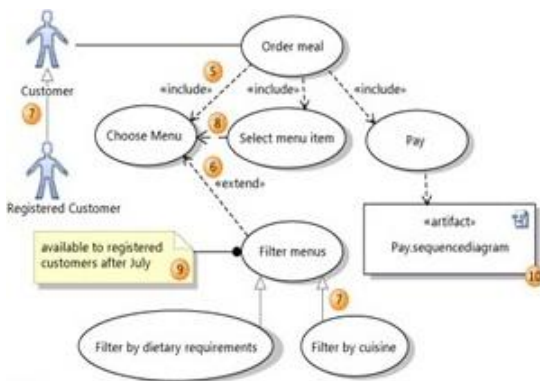 Customer
Order meal
5
«include»
«include»
«include»
7
Choose Menu
8
Select menu item
Pay
6
«extend»
Registered Customer
«artifact»
Pay.sequencediagram
10
available to registered
customers after July
9
Filter menus
7
Filter by dietary requirements
Filter by cuisine